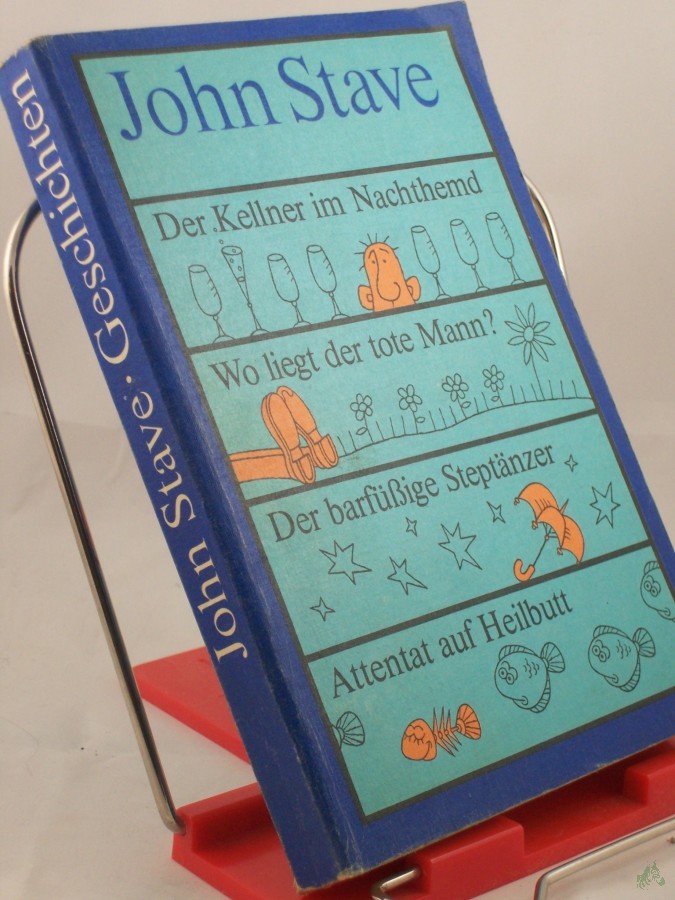 John Stave
Der Kellner im Nachthemd
Wo liegt der tote Mann?
Der barfüßige Steptänzer
Attentat auf Heilbutt
John Stave · Geschichten